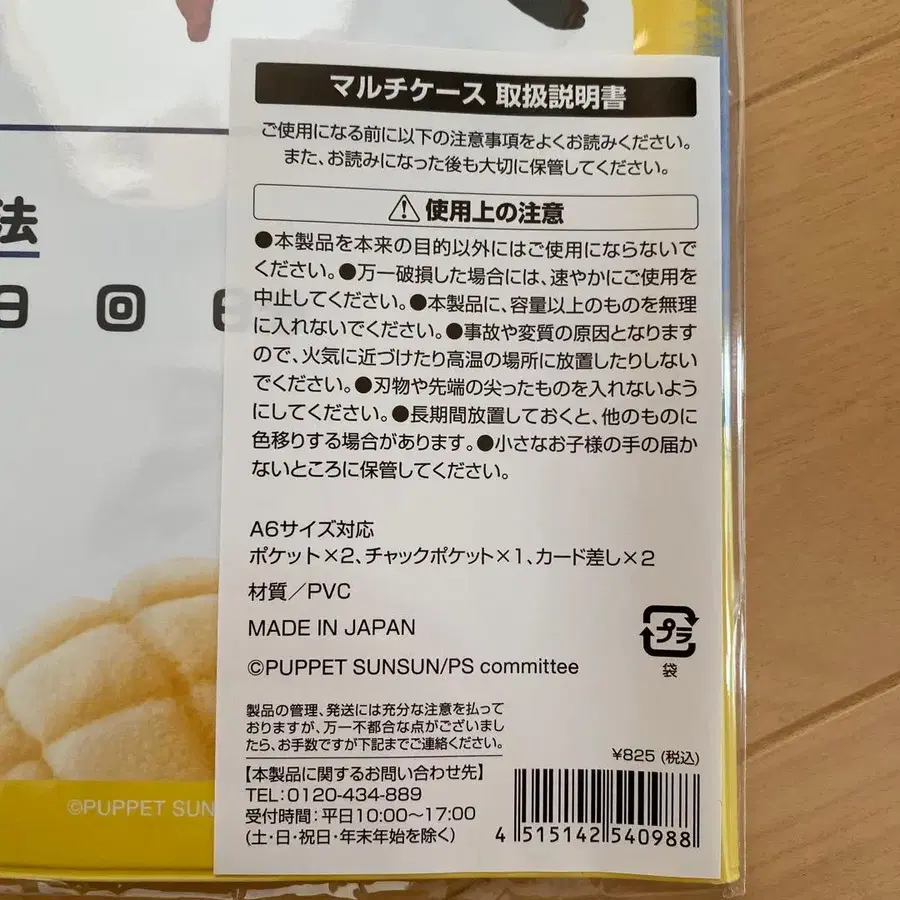 マルチケース 取扱説明書
ご使用になる前に以下の注意事項をよくお読みください。
また、お読みになった後も大切に保管してください。
使用上の注意
●本製品を本来の目的以外にはご使用にならないで
ください。●万一破損した場合には、速やかにご使用を
中止してください。●本製品に、容量以上のものを無理
に入れないでください。●事故や変質の原因となります
ので、火気に近づけたり高温の場所に放置したりしない
でください。●刃物や先端の尖ったものを入れないよう
にしてください。●長期間放置しておくと、他のものに
色移りする場合があります。●小さなお子様の手の届か
ないところに保管してください。
法
A6サイズ対応
ポケット×2、チャックポケット×1、カード差し×2
材質／PVC
MADE IN JAPAN
©PUPPET SUNSUN/PS committee
プラ
袋
製品の管理、発送には充分な注意を払って
おりますが、万一不都合な点がございまし
たら、お手数ですが下記までご連絡ください。
¥825 (税込)
【本製品に関するお問い合わせ先】
TEL:0120-434-889
受付時間:平日10:00〜17:00
(土・日・祝日・年末年始を除く)
4 515142 540988
©PUPPET SUN